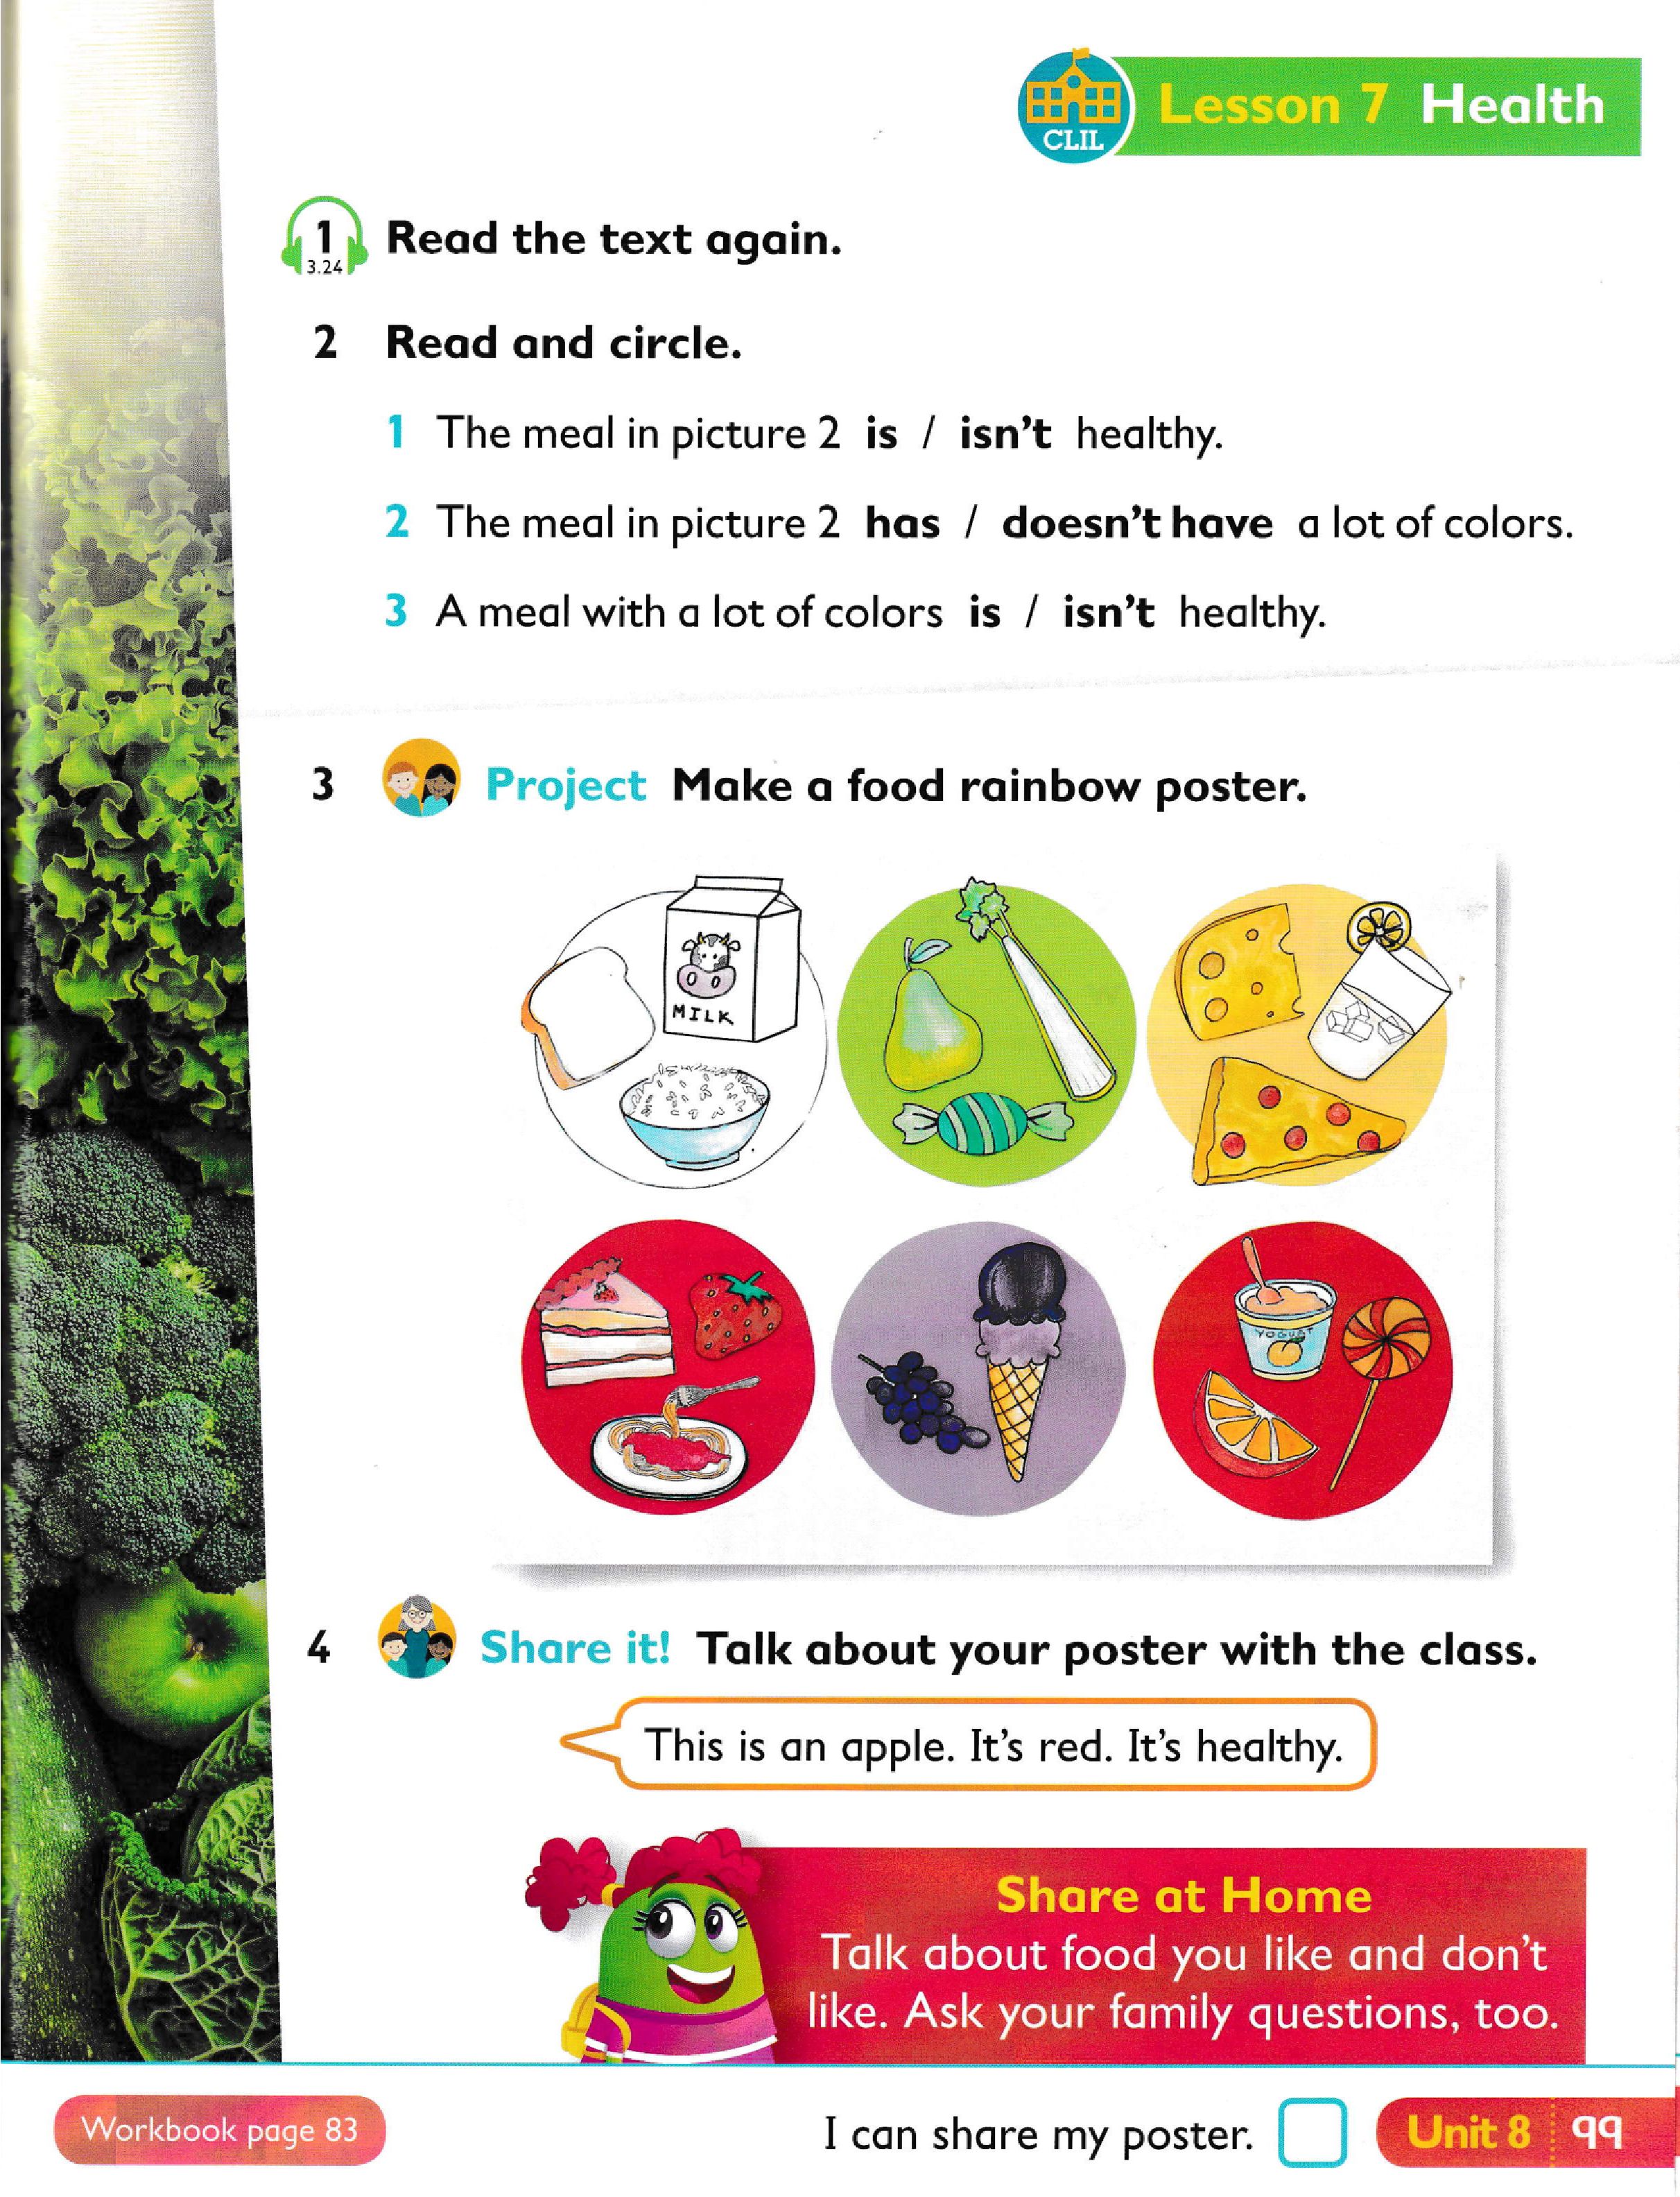 CLIL
Lesson 7 Health
1
3.24
Read the text again.
2 Read and circle.
1 The meal in picture 2 is / isn't healthy.
2 The meal in picture 2 has / doesn't have a lot of colors.
3 A meal with a lot of colors is / isn't healthy.
3 Project Make a food rainbow poster.
MILK
YOGURT
4 Share it! Talk about your poster with the class.
This is an apple. It's red. It's healthy.
Share at Home
Talk about food you like and don't
like. Ask your family questions, too.
Workbook page 83
I can share my poster.
Unit 8 99